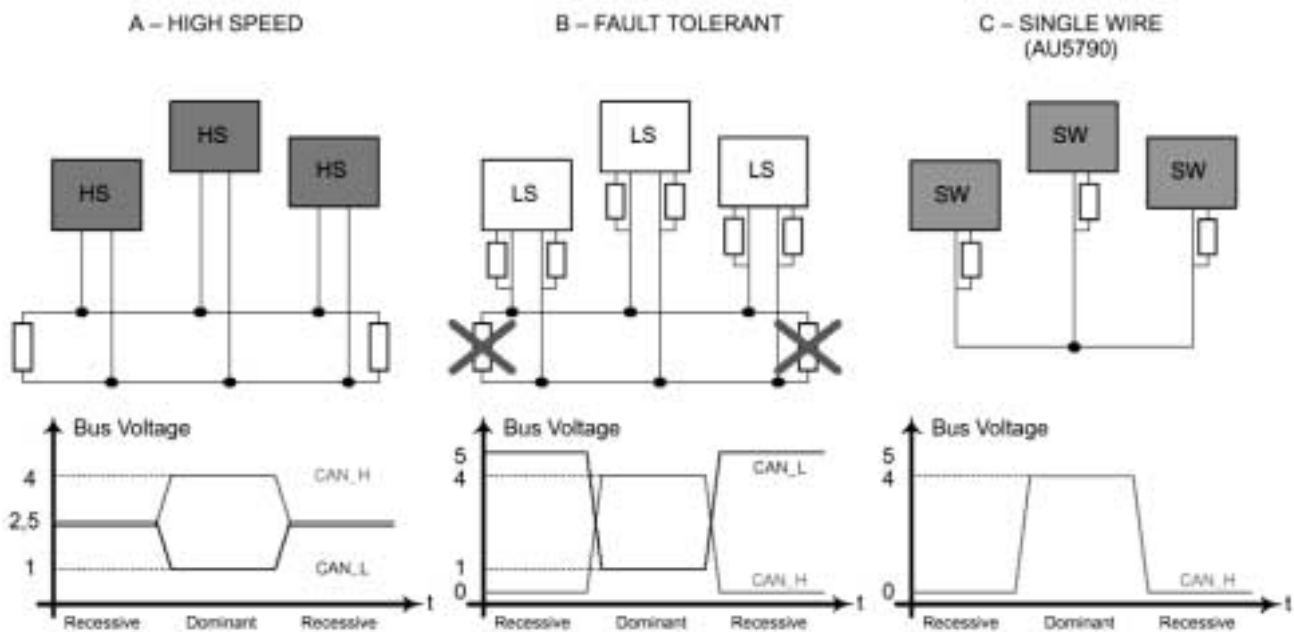 A – HIGH SPEED
HS
HS
HS
Bus Voltage
4
CAN_H
2,5
1
CAN_L
t
Recessive
Dominant
Recessive
B – FAULT TOLERANT
LS
LS
LS
Bus Voltage
5
CAN_L
4
1
0
CAN_H
t
Recessive
Dominant
Recessive
C – SINGLE WIRE
(AU5790)
SW
SW
SW
Bus Voltage
5
4
0
CAN_H
t
Recessive
Dominant
Recessive